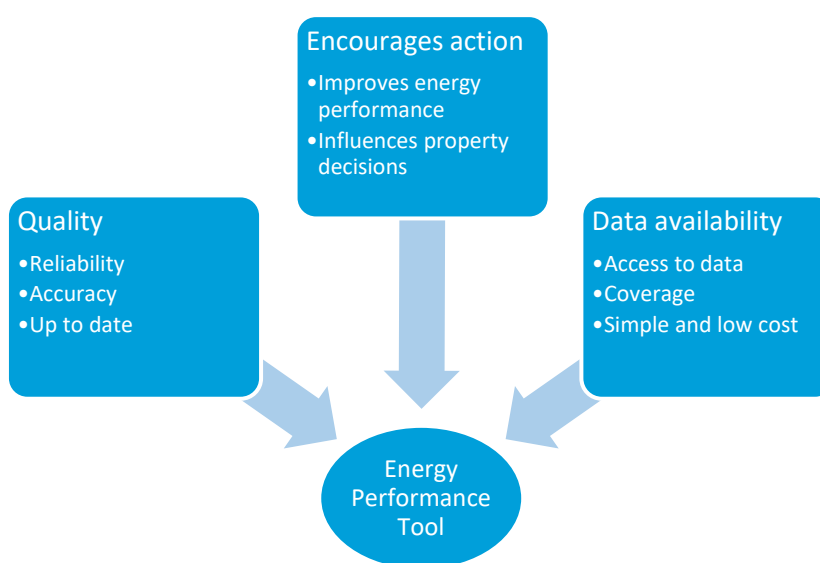 Encourages action
•Improves energy
performance
•Influences property
decisions
Quality
•Reliability
•Accuracy
•Up to date
Data availability
•Access to data
•Coverage
•Simple and low cost
Energy
Performance
Tool